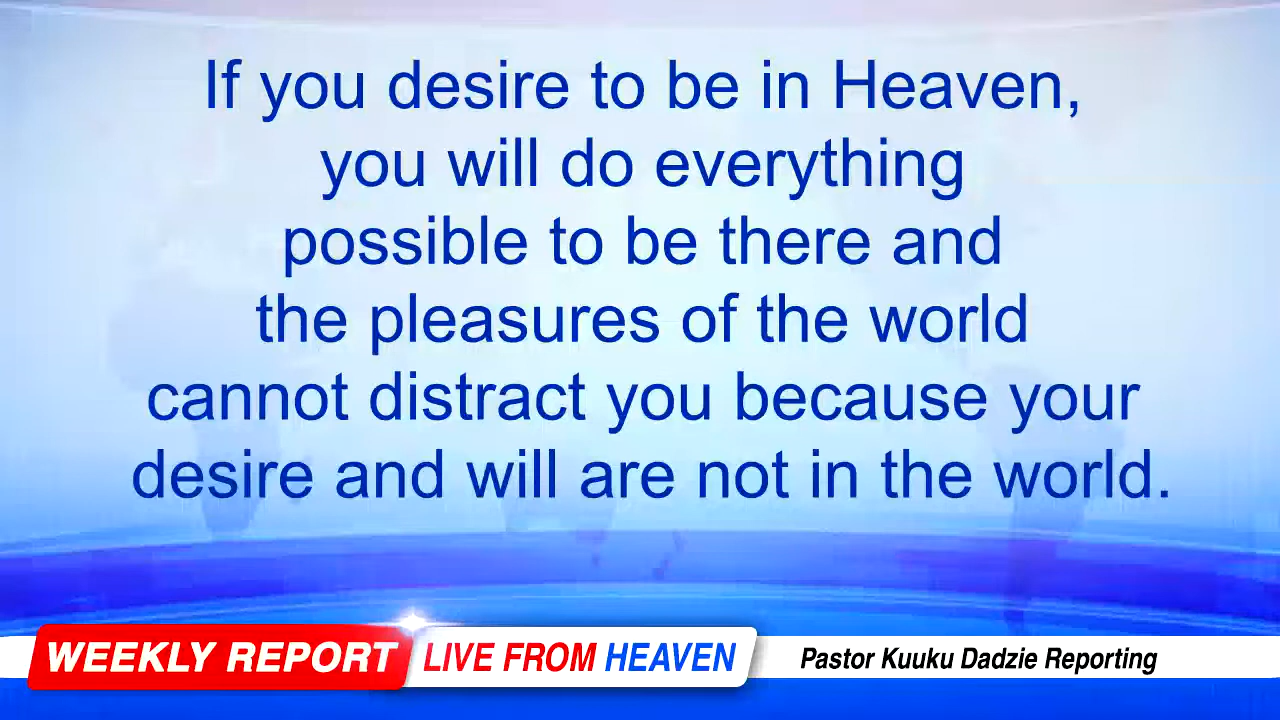 If you desire to be in Heaven,
you will do everything
possible to be there and
the pleasures of the world
cannot distract you because your
desire and will are not in the world.
WEEKLY REPORT LIVE FROM HEAVEN Pastor Kuuku Dadzie Reporting